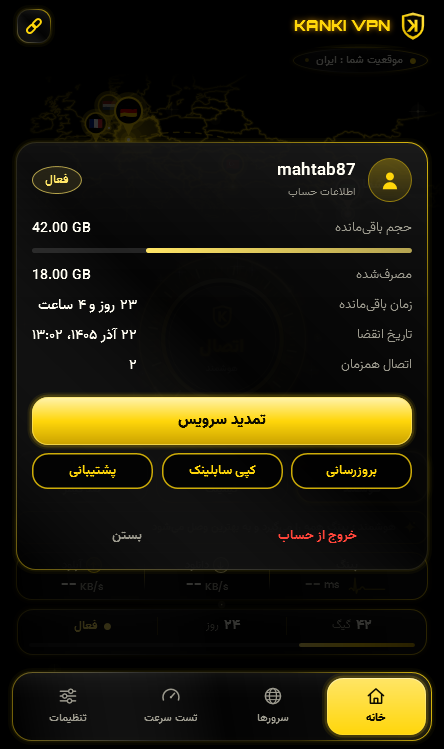 KANKI VPN
موقعیت شما : ایران
mahtab87
فعال
اطلاعات حساب
حجم باقی‌مانده 42.00 GB
مصرف‌شده 18.00 GB
زمان باقی‌مانده ۲۳ روز و ۴ ساعت
تاریخ انقضا ۲۲ آذر ۱۴۰۵، ۱۳:۰۲
اتصال همزمان ۲
تمدید سرویس
بروزرسانی
کپی سابلینک
پشتیبانی
خروج از حساب
بستن
-- ms
-- KB/s
-- KB/s
۴۲ گیگ
۲۴ روز
فعال
خانه
سرورها
تست سرعت
تنظیمات